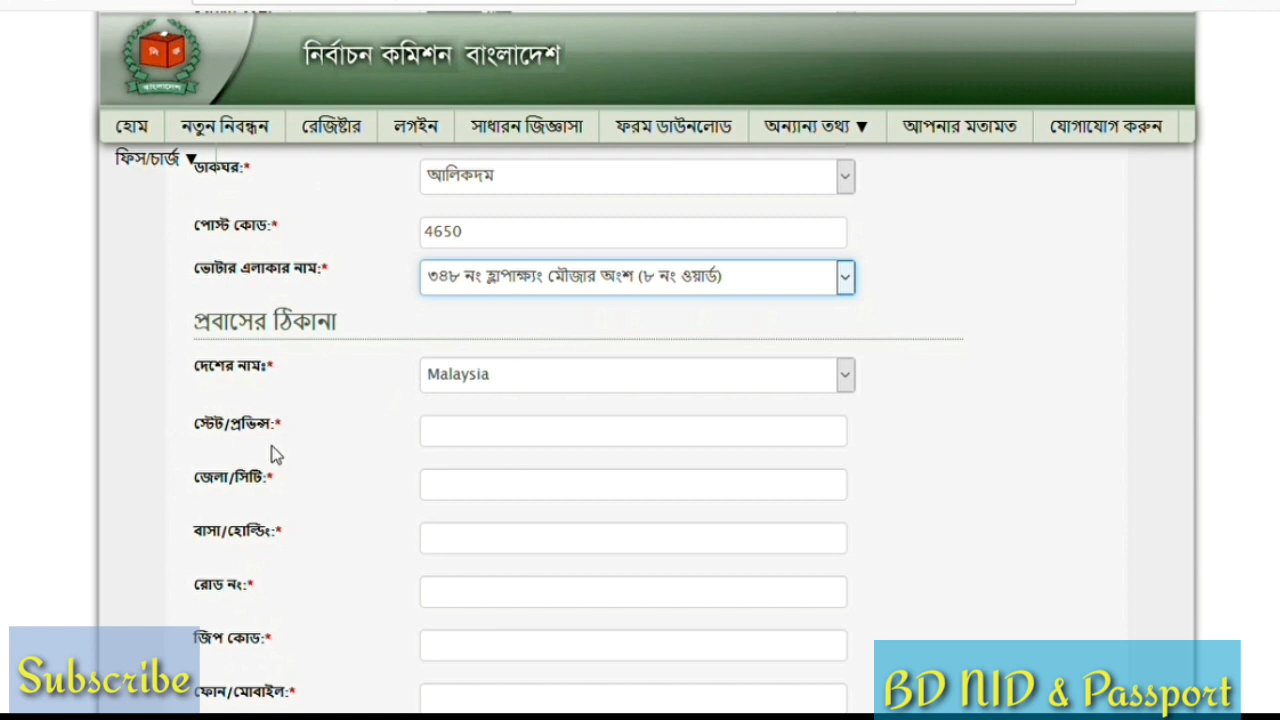 নির্বাচন কমিশন বাংলাদেশ
নি ক
বাংলাদেশ
হোম নতুন নিবন্ধন রেজিষ্টার লগইন সাধারন জিজ্ঞাসা ফরম ডাউনলোড অন্যান্য তথ্য ▼ আপনার মতামত যোগাযোগ করুন
ফিস/চার্জ ▼
ডাকঘর:* আলিকদম
পোস্ট কোড:* 4650
ভোটার এলাকার নাম:* ৩৪৮ নং হ্লাপাক্ষ্যং মৌজার অংশ (৮ নং ওয়ার্ড)
প্রবাসের ঠিকানা
দেশের নামঃ* Malaysia
স্টেট/প্রভিন্স:*
জেলা/সিটি:*
বাসা/হোল্ডিং:*
রোড নং:*
জিপ কোড:*
ফোন/মোবাইল:*
Subscribe
BD NID & Passport